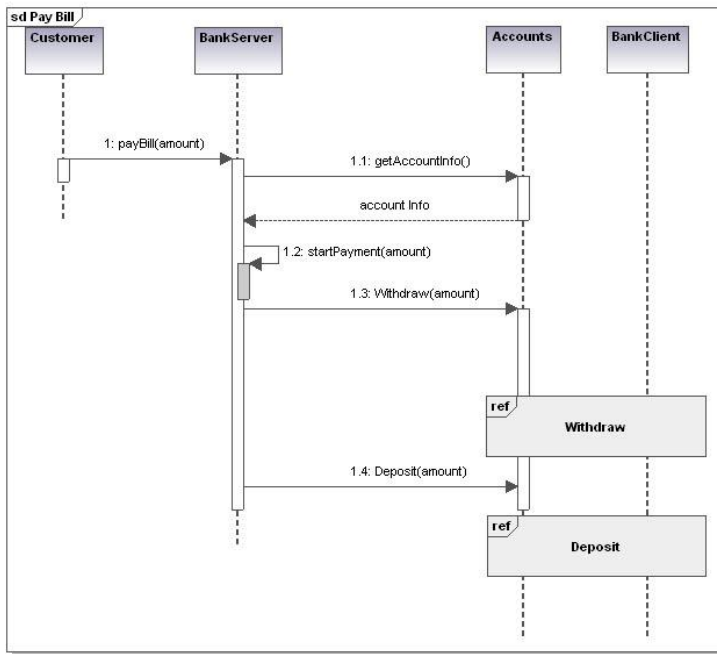 sd Pay Bill
Customer
BankServer
Accounts
BankClient
1: payBill(amount)
1.1: getAccountInfo()
account Info
1.2: startPayment(amount)
1.3: Withdraw(amount)
ref
Withdraw
1.4: Deposit(amount)
ref
Deposit